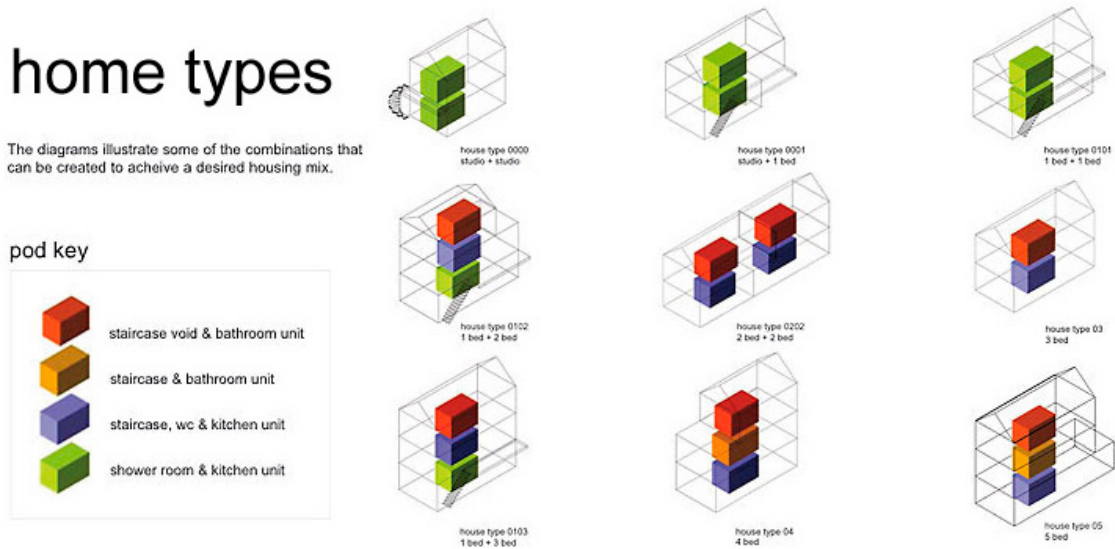 home types
The diagrams illustrate some of the combinations that
can be created to acheive a desired housing mix.
pod key
staircase void & bathroom unit
staircase & bathroom unit
staircase, wc & kitchen unit
shower room & kitchen unit
house type 0000
studio + studio
house type 0001
studio + 1 bed
house type 0101
1 bed + 1 bed
house type 0102
1 bed + 2 bed
house type 0202
2 bed + 2 bed
house type 03
3 bed
house type 0103
1 bed + 3 bed
house type 04
4 bed
house type 05
5 bed